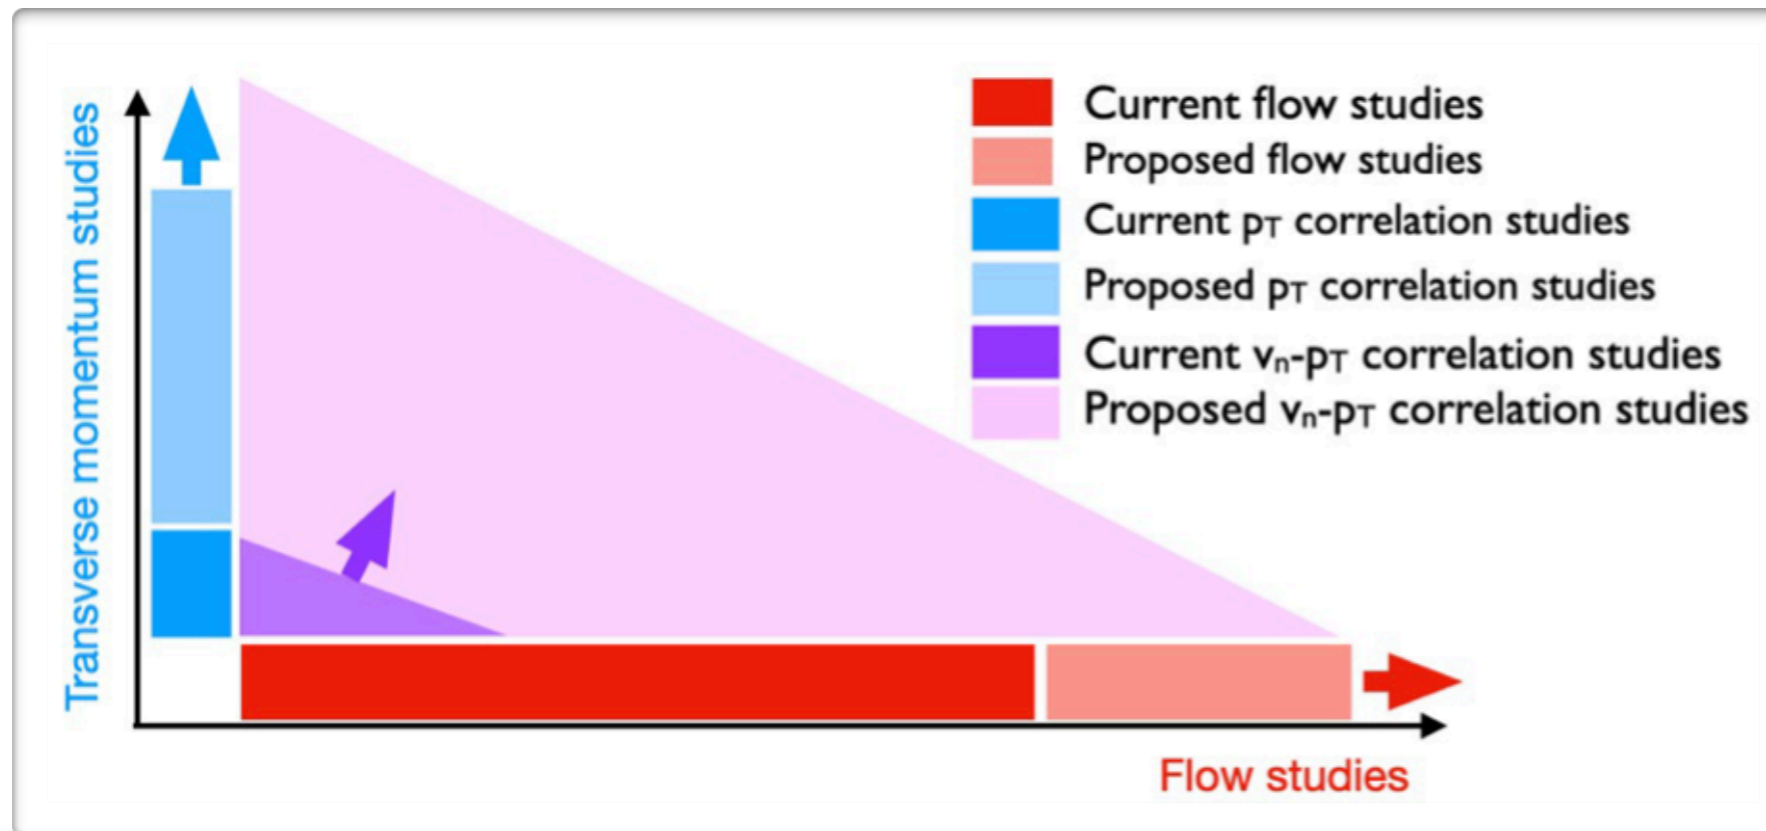 Transverse momentum studies
Current flow studies
Proposed flow studies
Current pT correlation studies
Proposed pT correlation studies
Current vn-pT correlation studies
Proposed vn-pT correlation studies
Flow studies